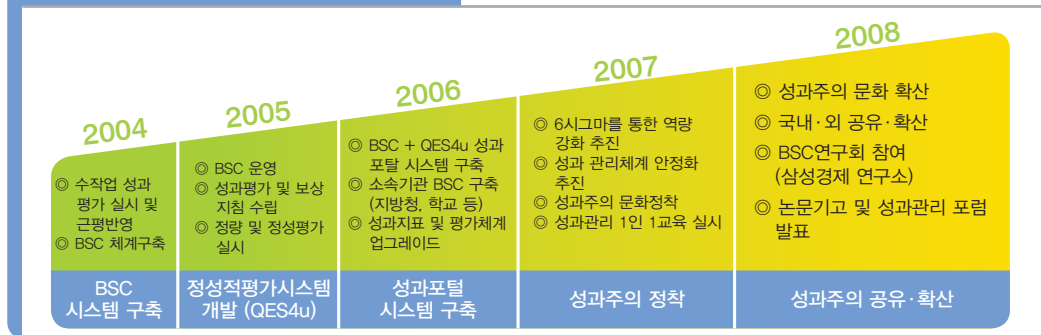 2004
◎ 수작업 성과
평가 실시 및
근평반영
◎ BSC 체계구축
BSC
시스템 구축
2005
◎ BSC 운영
◎ 성과평가 및 보상
지침 수립
◎ 정량 및 정성평가
실시
정성적평가시스템
개발 (QES4u)
2006
◎ BSC + QES4u 성과
포탈 시스템 구축
◎ 소속기관 BSC 구축
(지방청, 학교 등)
◎ 성과지표 및 평가체계
업그레이드
성과포탈
시스템 구축
2007
◎ 6시그마를 통한 역량
강화 추진
◎ 성과 관리체계 안정화
추진
◎ 성과주의 문화정착
◎ 성과관리 1인 1교육 실시
성과주의 정착
2008
◎ 성과주의 문화 확산
◎ 국내·외 공유·확산
◎ BSC연구회 참여
(삼성경제 연구소)
◎ 논문기고 및 성과관리 포럼
발표
성과주의 공유·확산